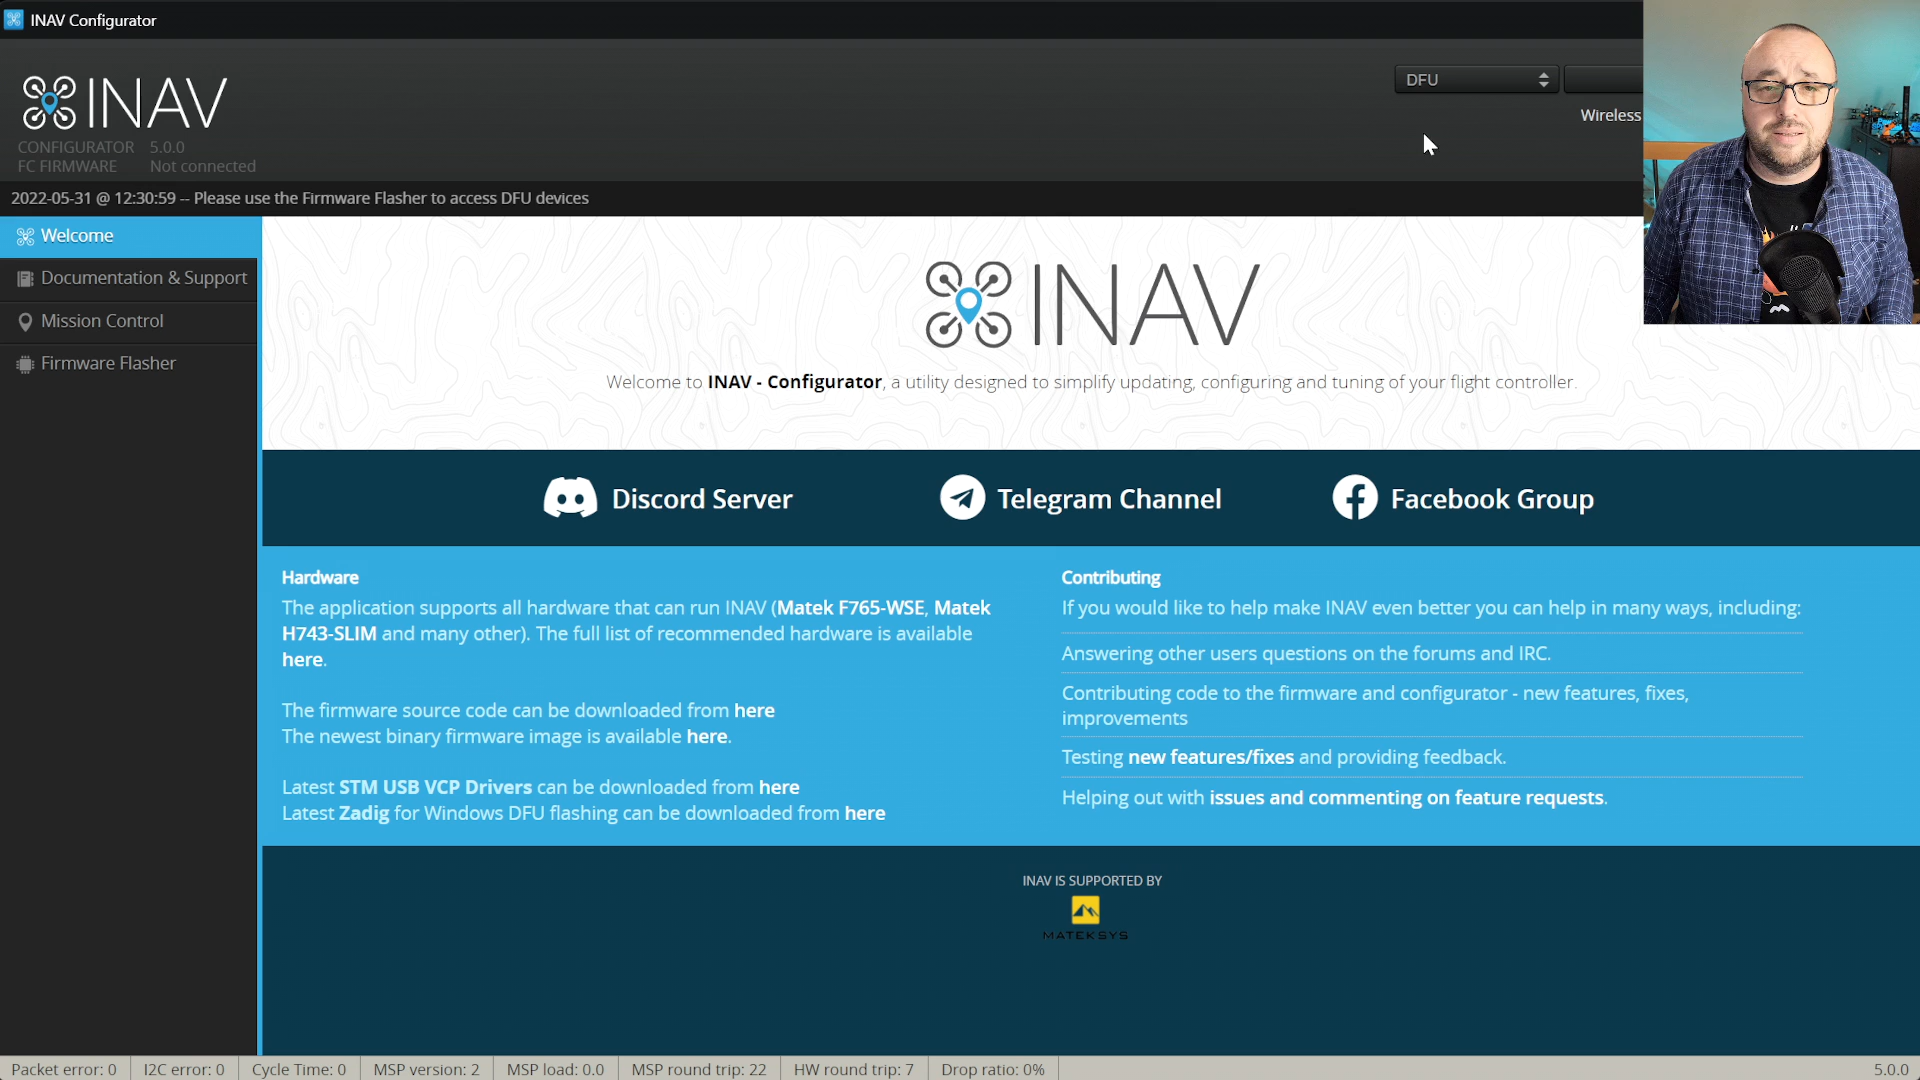 INAV Configurator
INAV
CONFIGURATOR 5.0.0
FC FIRMWARE Not connected
DFU
Wireless
2022-05-31 @ 12:30:59 -- Please use the Firmware Flasher to access DFU devices
Welcome
Documentation & Support
Mission Control
Firmware Flasher
INAV
Welcome to INAV - Configurator, a utility designed to simplify updating, configuring and tuning of your flight controller.
Discord Server
Telegram Channel
Facebook Group
Hardware
The application supports all hardware that can run INAV (Matek F765-WSE, Matek
H743-SLIM and many other). The full list of recommended hardware is available
here.
The firmware source code can be downloaded from here
The newest binary firmware image is available here.
Latest STM USB VCP Drivers can be downloaded from here
Latest Zadig for Windows DFU flashing can be downloaded from here
Contributing
If you would like to help make INAV even better you can help in many ways, including:
Answering other users questions on the forums and IRC.
Contributing code to the firmware and configurator - new features, fixes,
improvements
Testing new features/fixes and providing feedback.
Helping out with issues and commenting on feature requests.
INAV IS SUPPORTED BY
MATEKSYS
Packet error: 0
I2C error: 0
Cycle Time: 0
MSP version: 2
MSP load: 0.0
MSP round trip: 22
HW round trip: 7
Drop ratio: 0%
5.0.0